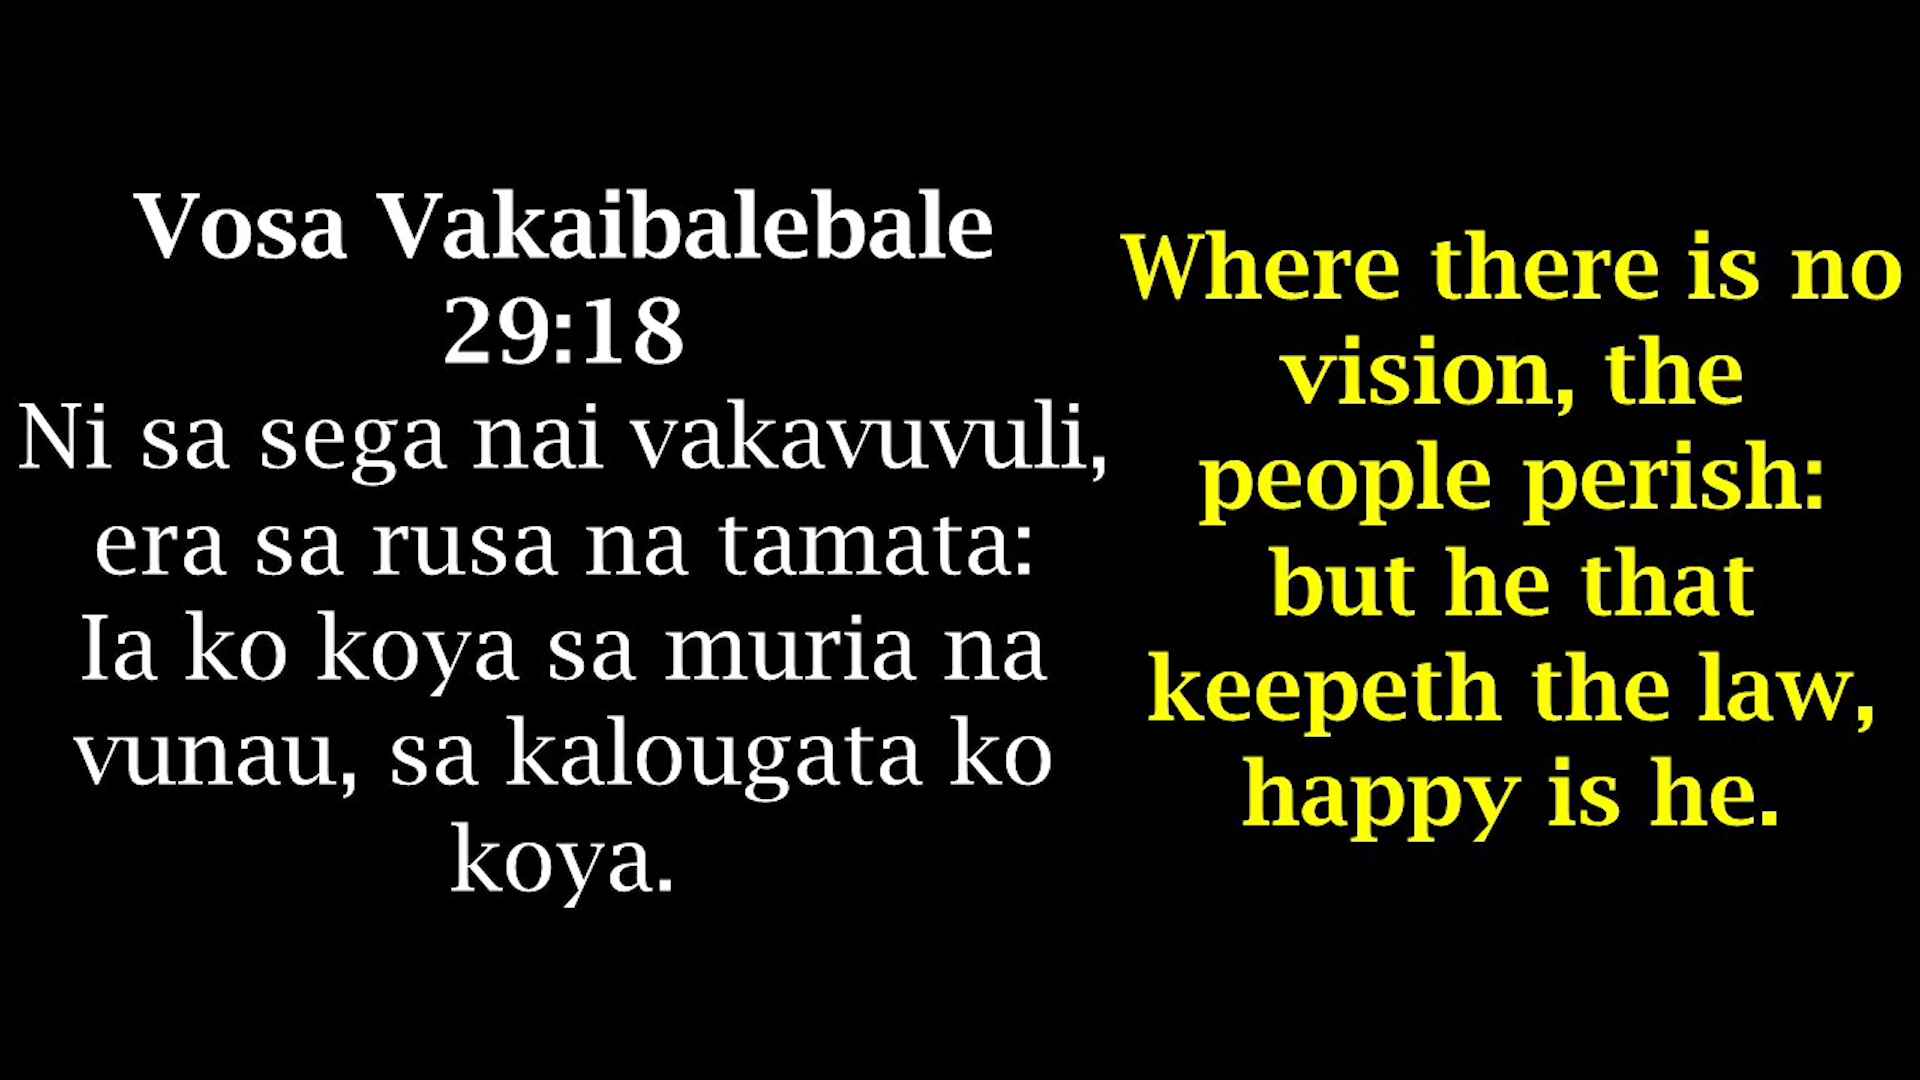 Vosa Vakaibalebale
29:18
Ni sa sega nai vakavuvuli,
era sa rusa na tamata:
Ia ko koya sa muria na
vunau, sa kalougata ko
koya.
Where there is no
vision, the
people perish:
but he that
keepeth the law,
happy is he.